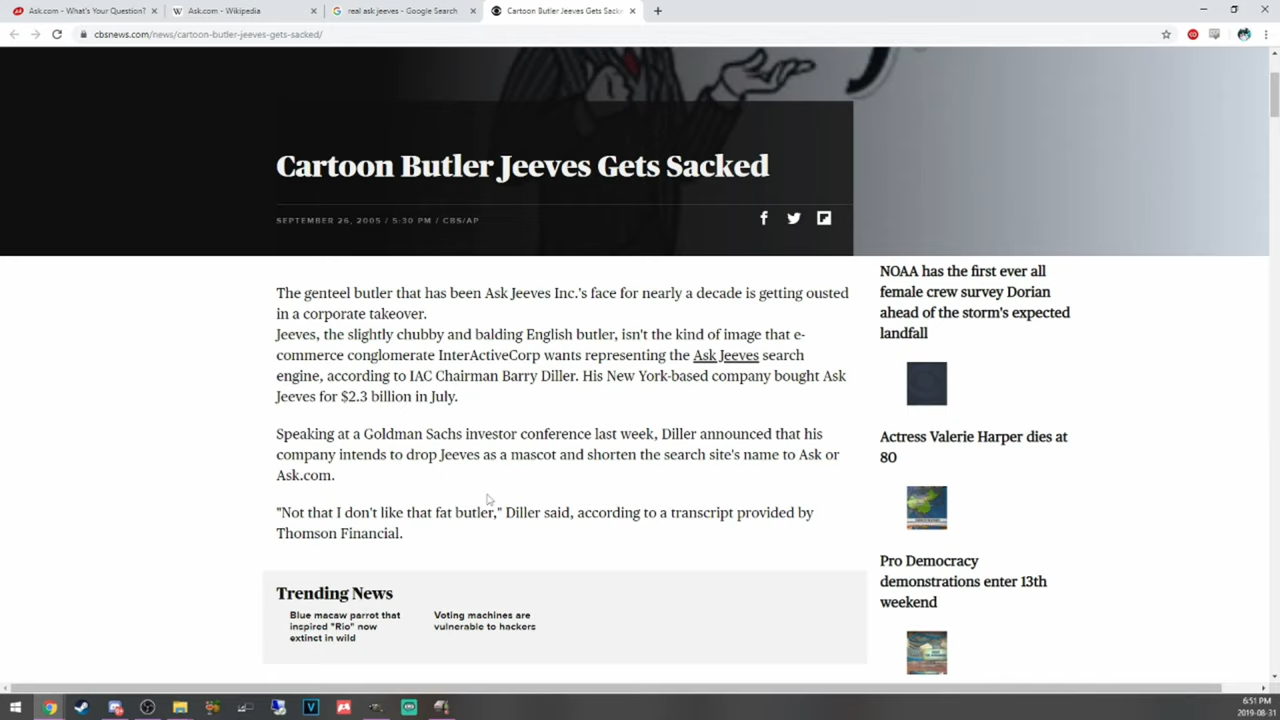 Ask.com - What's Your Question?
Ask.com - Wikipedia
real ask jeeves - Google Search
Cartoon Butler Jeeves Gets Sacke
cbsnews.com/news/cartoon-butler-jeeves-gets-sacked/
Cartoon Butler Jeeves Gets Sacked
SEPTEMBER 26, 2005 / 5:30 PM / CBS/AP
The genteel butler that has been Ask Jeeves Inc.'s face for nearly a decade is getting ousted
in a corporate takeover.
Jeeves, the slightly chubby and balding English butler, isn't the kind of image that e-
commerce conglomerate InterActiveCorp wants representing the Ask Jeeves search
engine, according to IAC Chairman Barry Diller. His New York-based company bought Ask
Jeeves for $2.3 billion in July.
Speaking at a Goldman Sachs investor conference last week, Diller announced that his
company intends to drop Jeeves as a mascot and shorten the search site's name to Ask or
Ask.com.
"Not that I don't like that fat butler," Diller said, according to a transcript provided by
Thomson Financial.
Trending News
Blue macaw parrot that
inspired "Rio" now
extinct in wild
Voting machines are
vulnerable to hackers
NOAA has the first ever all
female crew survey Dorian
ahead of the storm's expected
landfall
Actress Valerie Harper dies at
80
Pro Democracy
demonstrations enter 13th
weekend
6:51 PM
2019-08-31